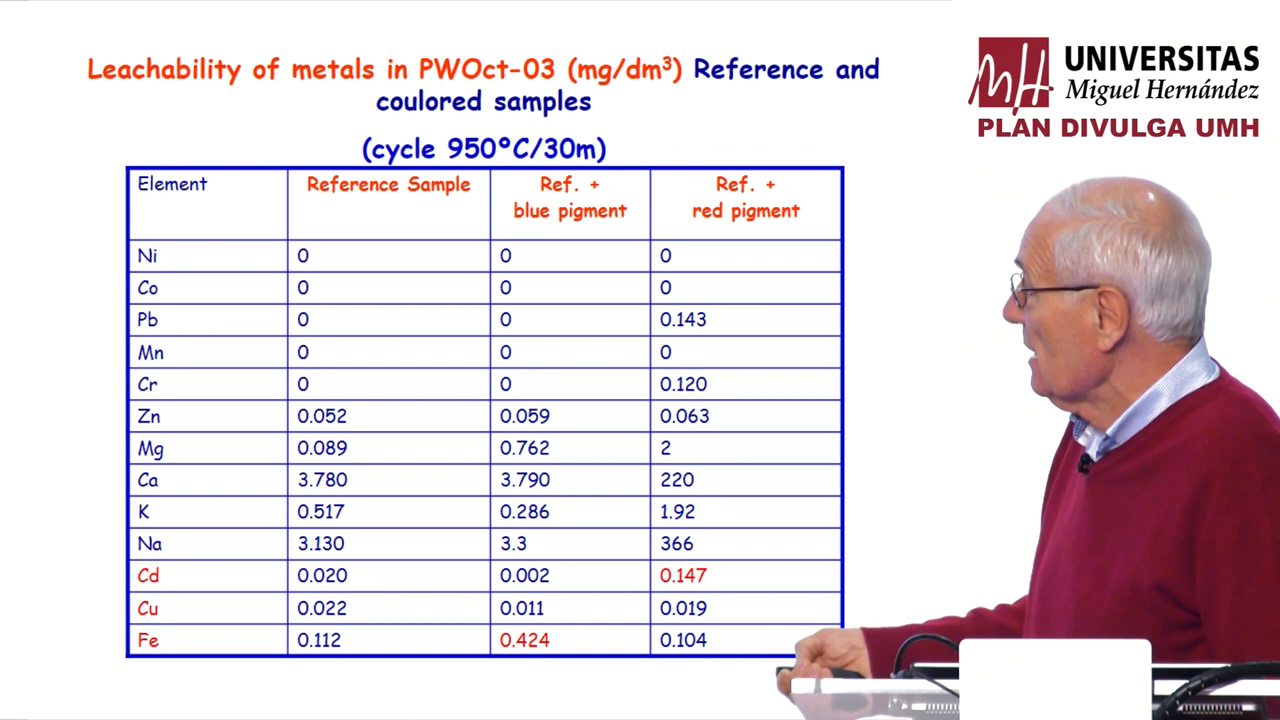 Leachability of metals in PWOct-03 (mg/dm³) Reference and
coulored samples
(cycle 950ºC/30m)
Element Reference Sample Ref. + blue pigment Ref. + red pigment
Ni 0 0 0
Co 0 0 0
Pb 0 0 0.143
Mn 0 0 0
Cr 0 0 0.120
Zn 0.052 0.059 0.063
Mg 0.089 0.762 2
Ca 3.780 3.790 220
K 0.517 0.286 1.92
Na 3.130 3.3 366
Cd 0.020 0.002 0.147
Cu 0.022 0.011 0.019
Fe 0.112 0.424 0.104
MH UNIVERSITAS
Miguel Hernández
PLAN DIVULGA UMH